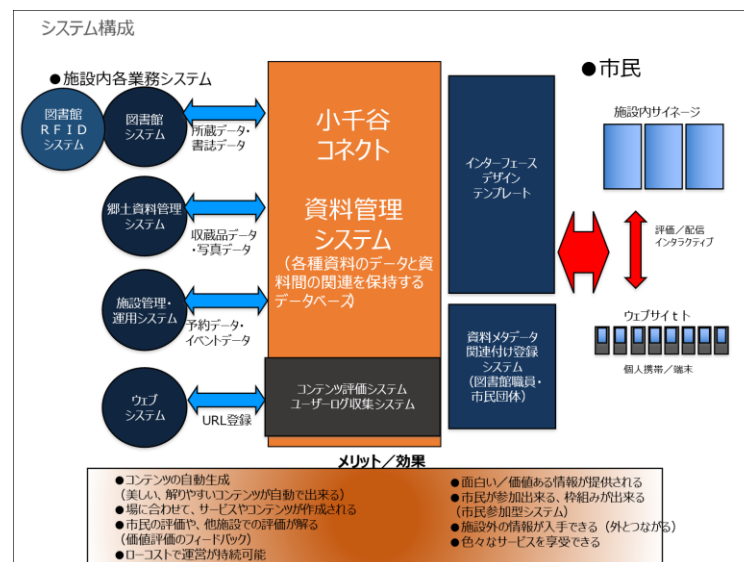 システム構成
●施設内各業務システム
図書館
ＲＦＩＤ
システム
図書館
システム
所蔵データ・
書誌データ
郷土資料管理
システム
収蔵品データ
・写真データ
施設管理・
運用システム
予約データ・
イベントデータ
ウェブ
システム
URL登録
小千谷
コネクト
資料管理
システム
（各種資料のデータと資
料間の関連を保持する
データベース）
コンテンツ評価システム
ユーザーログ収集システム
インターフェース
デザイン
テンプレート
資料メタデータ
関連付け登録
システム
（図書館職員・
市民団体）
●市民
施設内サイネージ
評価／配信
インタラクティブ
ウェブサイtト
個人携帯／端末
メリット／効果
●コンテンツの自動生成
（美しい、解りやすいコンテンツが自動で出来る）
●場に合わせて、サービスやコンテンツが作成される
●市民の評価や、他施設での評価が解る
（価値評価のフィードバック）
●ローコストで運営が持続可能
●面白い／価値ある情報が提供される
●市民が参加出来る、枠組みが出来る
（市民参加型システム）
●施設外の情報が入手できる（外とつながる）
●色々なサービスを享受できる